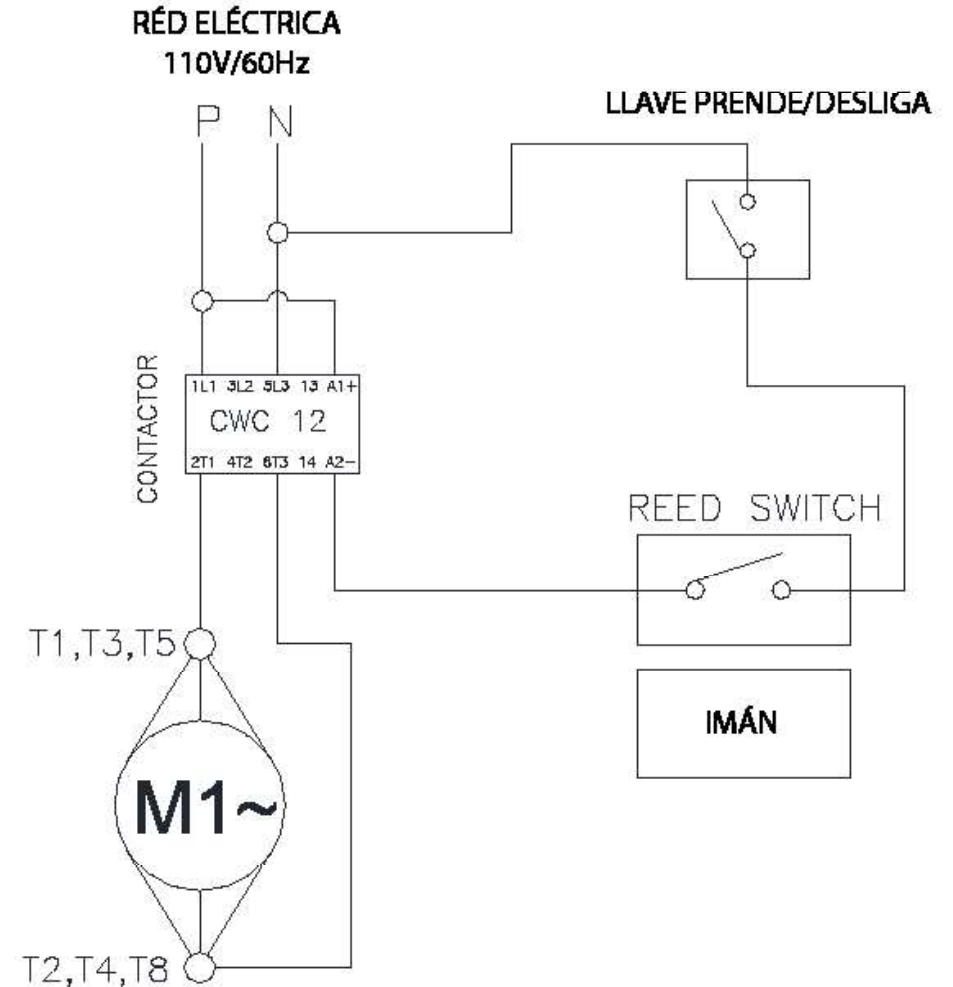 RÉD ELÉCTRICA
110V/60Hz
P N
LLAVE PRENDE/DESLIGA
CONTACTOR
1L1 3L2 5L3 13 A1+
CWC 12
2T1 4T2 6T3 14 A2-
REED SWITCH
IMÁN
T1,T3,T5
M1~
T2,T4,T8